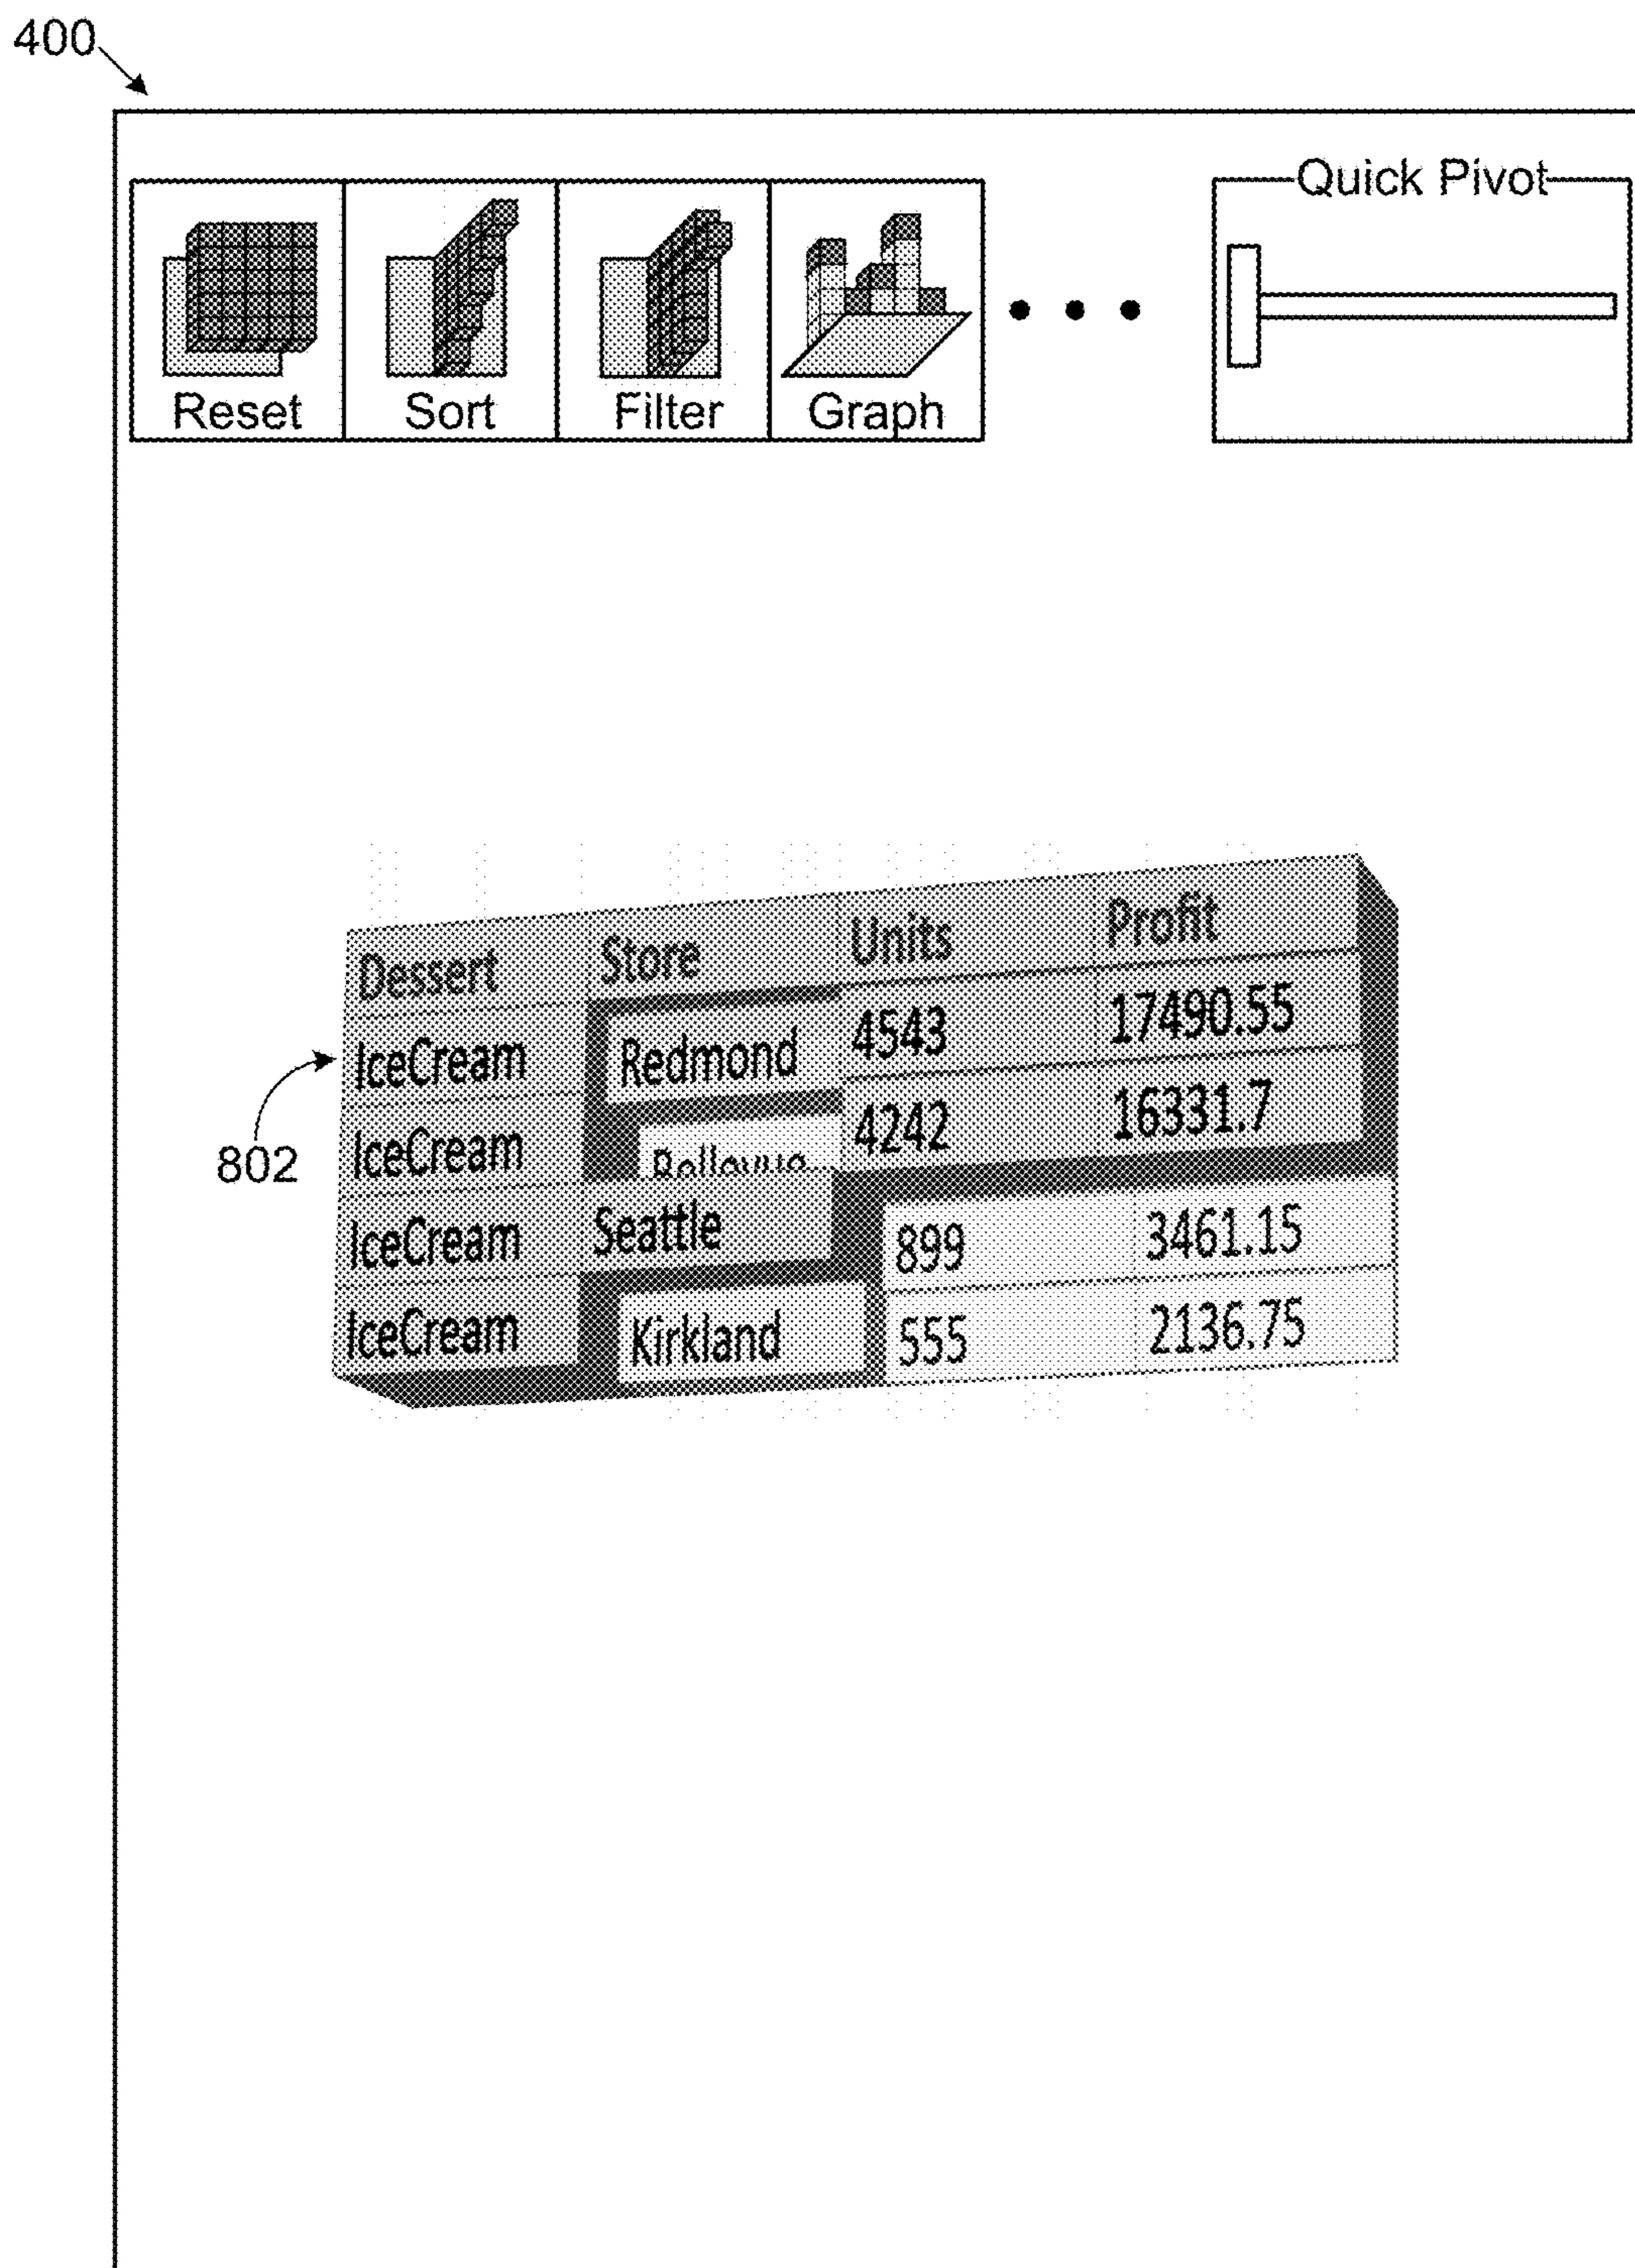 400
Quick Pivot
Reset Sort Filter Graph
Dessert Store Units Profit
IceCream Redmond 4543 17490.55
IceCream 4242 16331.7
802
IceCream Seattle 899 3461.15
IceCream Kirkland 555 2136.75